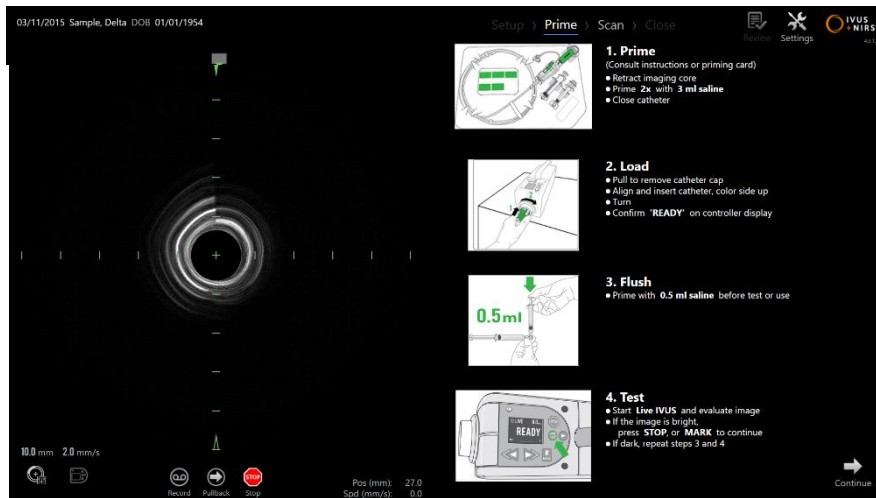 03/11/2015 Sample, Delta DOB 01/01/1954
Setup > Prime > Scan > Close
Review
Settings
IVUS
+NIRS
1. Prime
(Consult instructions or priming card)
• Retract imaging core
• Prime 2x with 3 ml saline
• Close catheter
2. Load
• Pull to remove catheter cap
• Align and insert catheter, color side up
• Turn
• Confirm "READY" on controller display
1
2
3. Flush
• Prime with 0.5 ml saline before test or use
0.5ml
4. Test
• Start Live IVUS and evaluate image
• If the image is bright,
press STOP, or MARK to continue
• If dark, repeat steps 3 and 4
READY
10.0 mm 2.0 mm/s
Record
Pullback
STOP
Stop
Pos (mm): 27.0
Spd (mm/s): 0.0
Continue